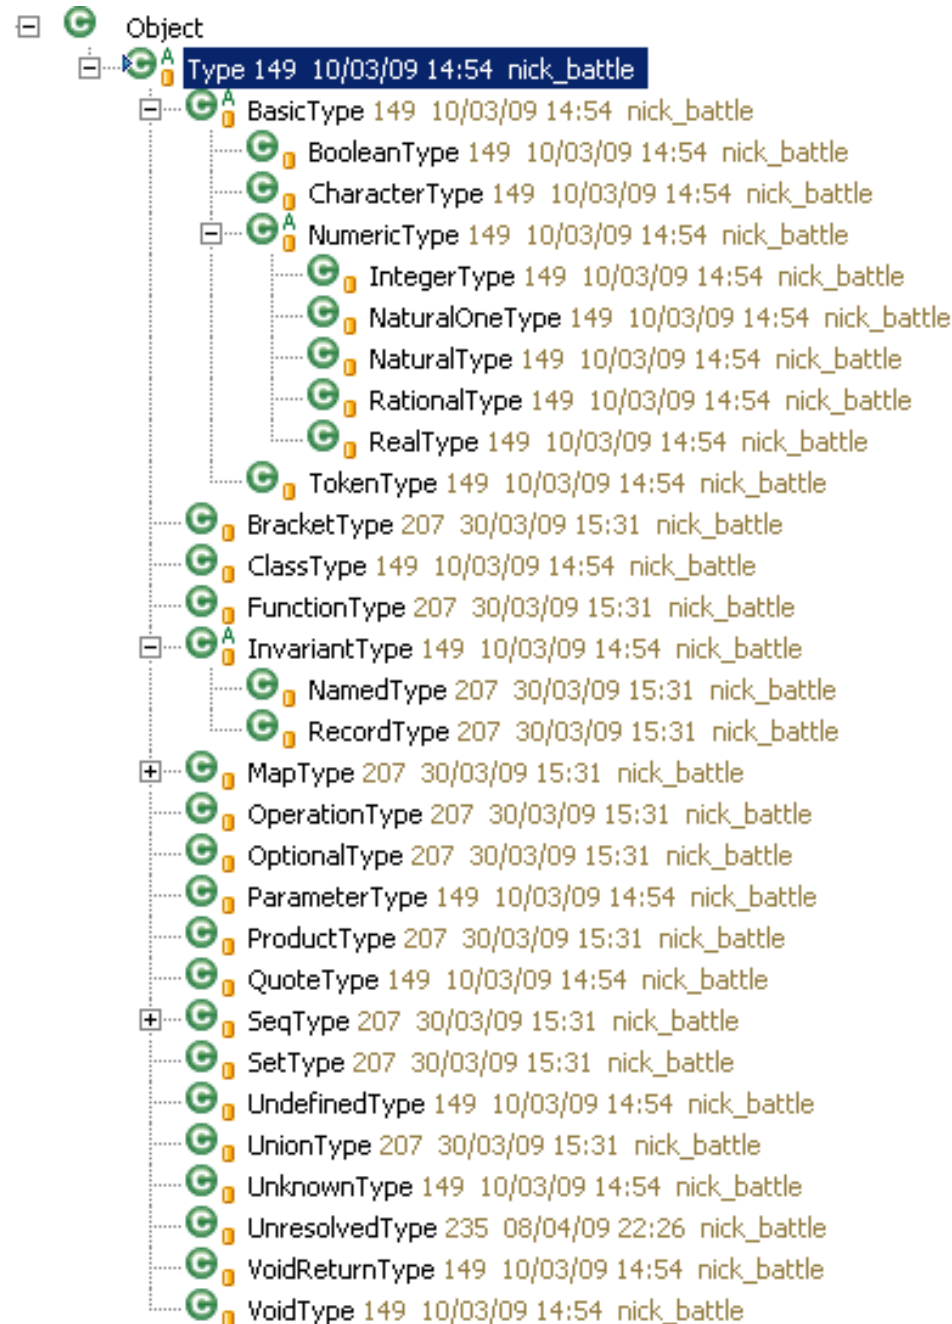 Object
Type 149 10/03/09 14:54 nick_battle
BasicType 149 10/03/09 14:54 nick_battle
BooleanType 149 10/03/09 14:54 nick_battle
CharacterType 149 10/03/09 14:54 nick_battle
NumericType 149 10/03/09 14:54 nick_battle
IntegerType 149 10/03/09 14:54 nick_battle
NaturalOneType 149 10/03/09 14:54 nick_battle
NaturalType 149 10/03/09 14:54 nick_battle
RationalType 149 10/03/09 14:54 nick_battle
RealType 149 10/03/09 14:54 nick_battle
TokenType 149 10/03/09 14:54 nick_battle
BracketType 207 30/03/09 15:31 nick_battle
ClassType 149 10/03/09 14:54 nick_battle
FunctionType 207 30/03/09 15:31 nick_battle
InvariantType 149 10/03/09 14:54 nick_battle
NamedType 207 30/03/09 15:31 nick_battle
RecordType 207 30/03/09 15:31 nick_battle
MapType 207 30/03/09 15:31 nick_battle
OperationType 207 30/03/09 15:31 nick_battle
OptionalType 207 30/03/09 15:31 nick_battle
ParameterType 149 10/03/09 14:54 nick_battle
ProductType 207 30/03/09 15:31 nick_battle
QuoteType 149 10/03/09 14:54 nick_battle
SeqType 207 30/03/09 15:31 nick_battle
SetType 207 30/03/09 15:31 nick_battle
UndefinedType 149 10/03/09 14:54 nick_battle
UnionType 207 30/03/09 15:31 nick_battle
UnknownType 149 10/03/09 14:54 nick_battle
UnresolvedType 235 08/04/09 22:26 nick_battle
VoidReturnType 149 10/03/09 14:54 nick_battle
VoidType 149 10/03/09 14:54 nick_battle